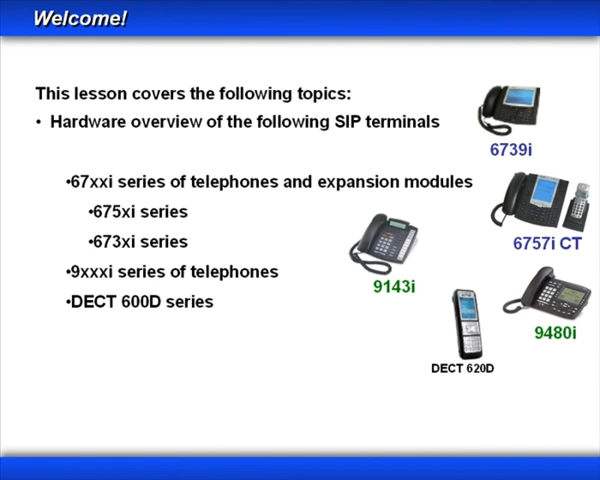 Welcome!
This lesson covers the following topics:
• Hardware overview of the following SIP terminals
•67xxi series of telephones and expansion modules
•675xi series
•673xi series
•9xxxi series of telephones
•DECT 600D series
6739i
6757i CT
9143i
9480i
DECT 620D